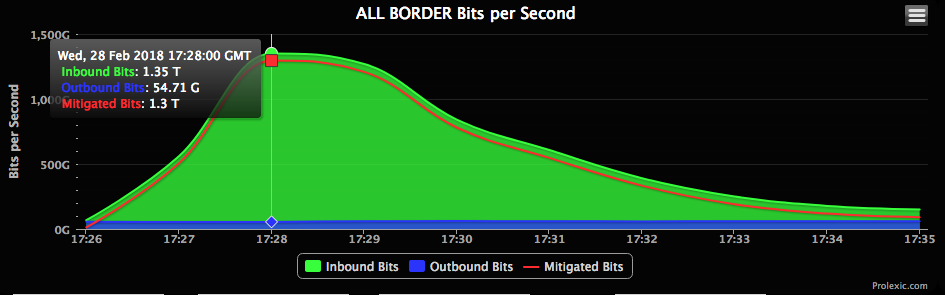 ALL BORDER Bits per Second
Bits per Second
1,500G
1,000G
500G
0G
Wed, 28 Feb 2018 17:28:00 GMT
Inbound Bits: 1.35 T
Outbound Bits: 54.71 G
Mitigated Bits: 1.3 T
17:26 17:27 17:28 17:29 17:30 17:31 17:32 17:33 17:34 17:35
Inbound Bits Outbound Bits Mitigated Bits
Prolexic.com